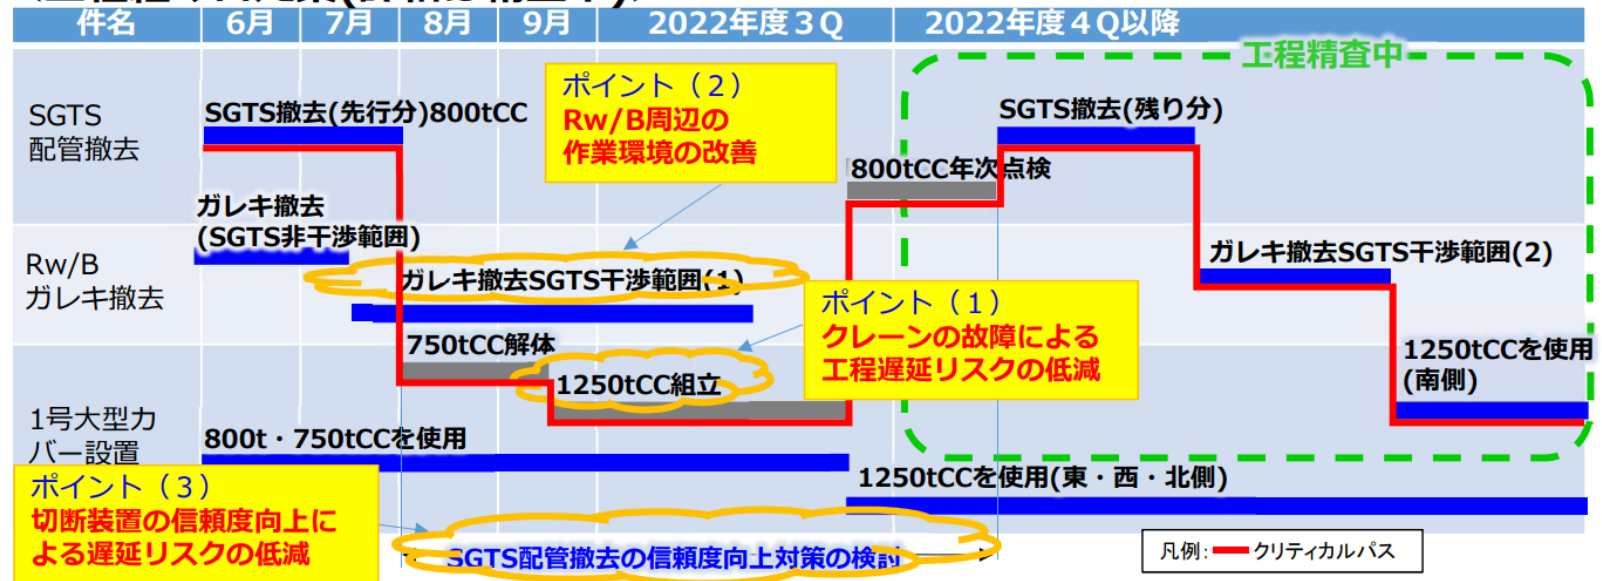 件名 6月 7月 8月 9月 2022年度３Q 2022年度４Q以降
工程精査中
SGTS
配管撤去
SGTS撤去(先行分)800tCC
ポイント（２）
Rw/B周辺の
作業環境の改善
SGTS撤去(残り分)
800tCC年次点検
ガレキ撤去
(SGTS非干渉範囲)
Rw/B
ガレキ撤去
ガレキ撤去SGTS干渉範囲(1)
ガレキ撤去SGTS干渉範囲(2)
ポイント（１）
クレーンの故障による
工程遅延リスクの低減
750tCC解体
1250tCC組立
1250tCCを使用
(南側)
1号大型カ
バー設置
800t・750tCCを使用
1250tCCを使用(東・西・北側)
ポイント（３）
切断装置の信頼度向上に
よる遅延リスクの低減
SGTS配管撤去の信頼度向上対策の検討
凡例: クリティカルパス